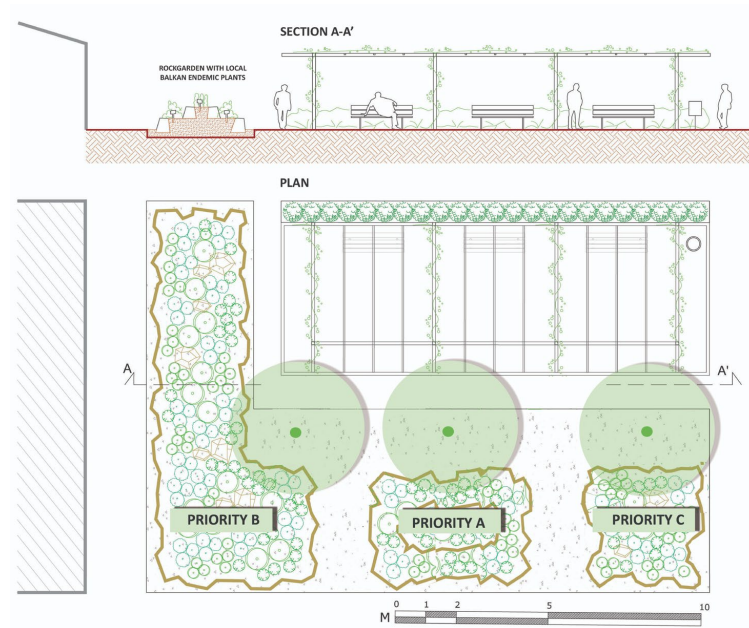 SECTION A-A'
ROCKGARDEN WITH LOCAL
BALKAN ENDEMIC PLANTS
PLAN
A
A'
PRIORITY B
PRIORITY A
PRIORITY C
0 1 2 5 10
M